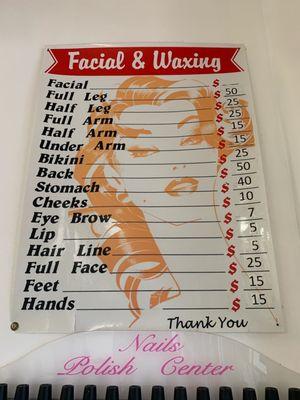 Facial & Waxing
Facial $
Full Leg $ 50
Half Leg $ 25
Full Arm $ 25
Half Arm $ 15
Under Arm $ 15
Bikini $ 25
Back $ 50
Stomach $ 40
Cheeks $ 10
Eye Brow $ 7
Lip $ 5
Hair Line $ 5
Full Face $ 25
Feet $ 15
Hands $ 15
Thank You
Nails
Polish Center